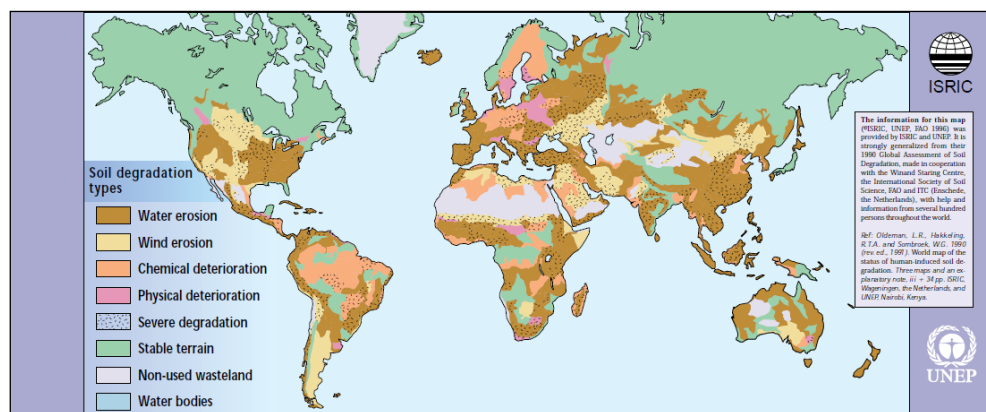 Soil degradation
types
Water erosion
Wind erosion
Chemical deterioration
Physical deterioration
Severe degradation
Stable terrain
Non-used wasteland
Water bodies
ISRIC
The information for this map
(®ISRIC, UNEP, FAO 1996) was
provided by ISRIC and UNEP. It is
strongly generalized from their
1990 Global Assessment of Soil
Degradation, made in cooperation
with the Winand Staring Centre,
the International Society of Soil
Science, FAO and ITC (Enschede,
the Netherlands), with help and
information from several hundred
persons throughout the world.
Ref: Oldeman, L.R., Hakkeling,
R.T.A. and Sombroek, W.G. 1990
(rev. ed., 1991). World map of the
status of human-induced soil de-
gradation. Three maps and an ex-
planatory note, iii + 34 pp. ISRIC,
Wageningen, the Netherlands, and
UNEP, Nairobi, Kenya.
UNEP